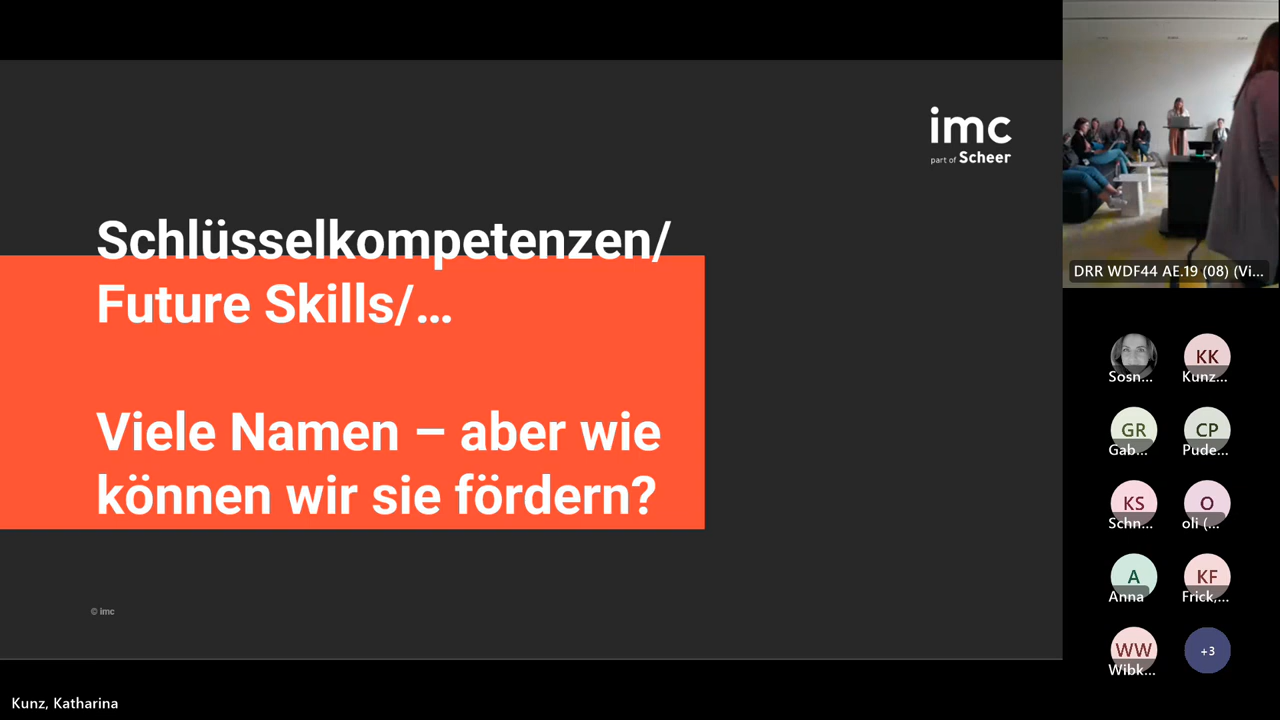 imc
part of Scheer
Schlüsselkompetenzen/
Future Skills/...
Viele Namen – aber wie
können wir sie fördern?
© imc
Kunz, Katharina
DRR WDF44 AE.19 (08) (Vi...
Sosn...
KK
Kunz...
GR
Gab...
CP
Pude...
KS
Schn...
O
oli (...
A
Anna
KF
Frick,...
WW
Wibk...
+3